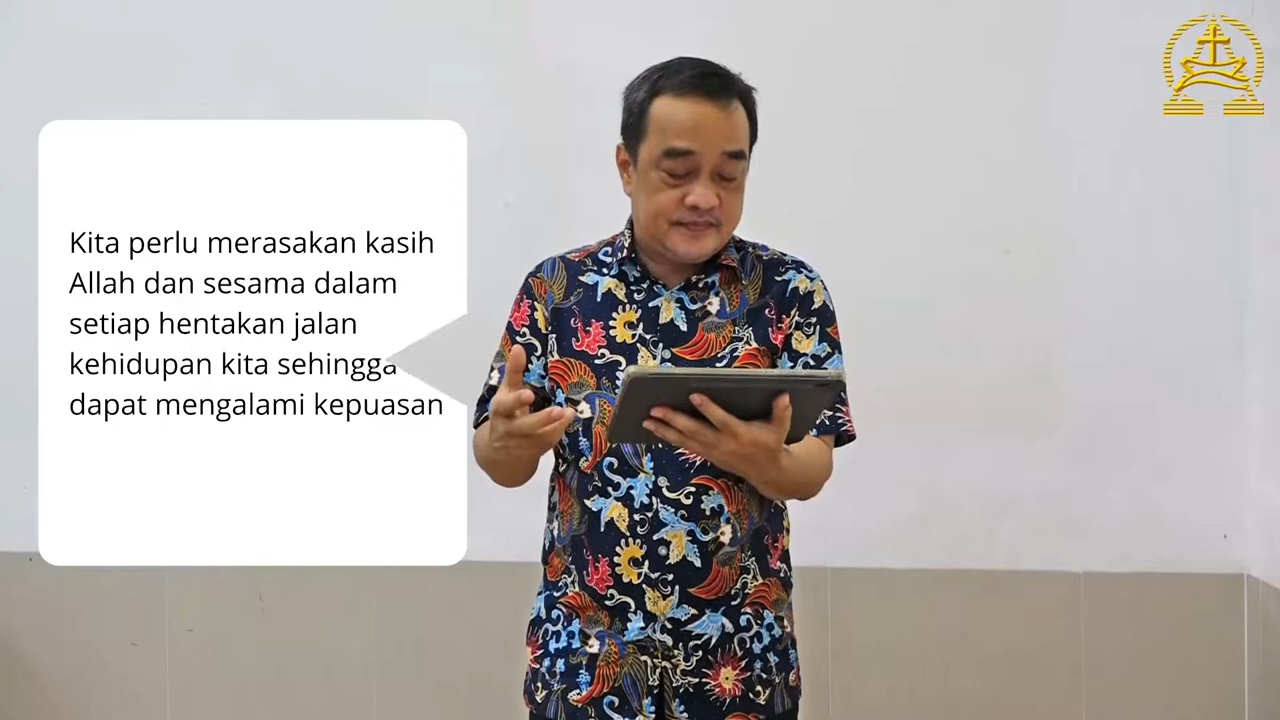 Kita perlu merasakan kasih
Allah dan sesama dalam
setiap hentakan jalan
kehidupan kita sehingga
dapat mengalami kepuasan